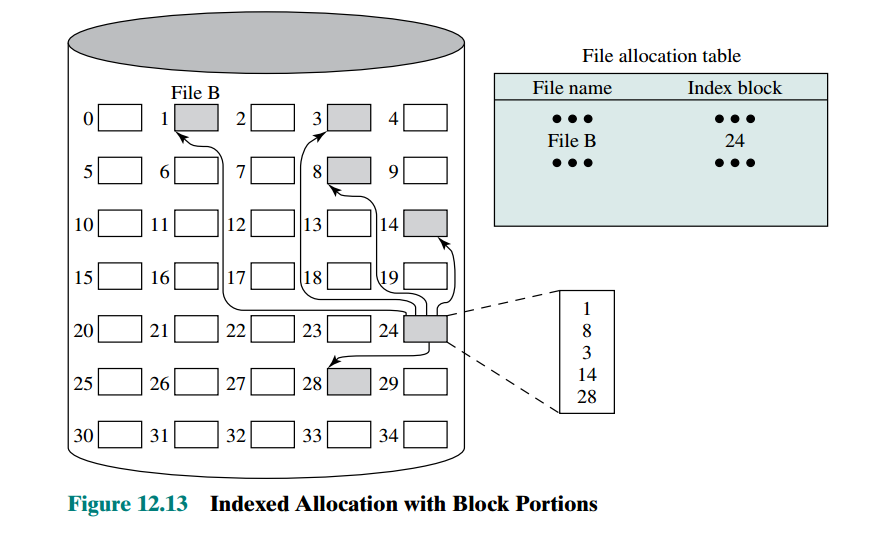 File allocation table
File name Index block
••• •••
File B 24
••• •••
File B
0 1 2 3 4
5 6 7 8 9
10 11 12 13 14
15 16 17 18 19
20 21 22 23 24
25 26 27 28 29
30 31 32 33 34
1
8
3
14
28
Figure 12.13 Indexed Allocation with Block Portions